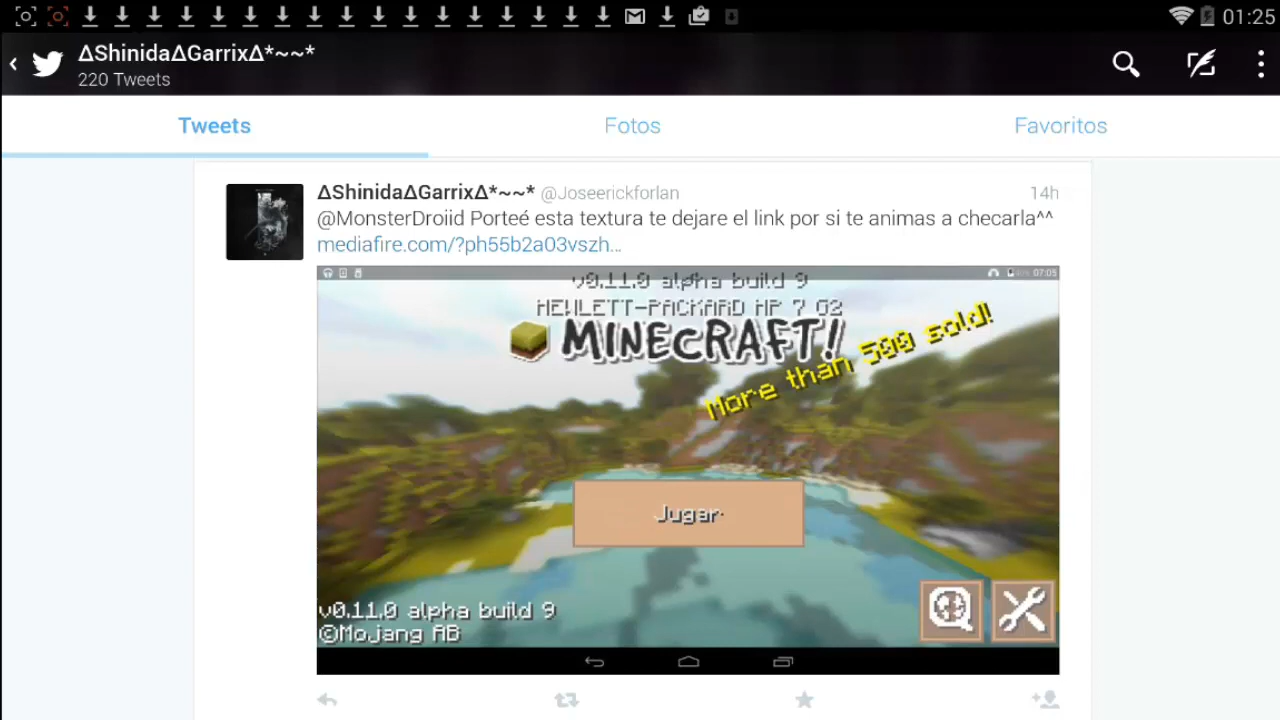 01:25
ΔShinidaΔGarrixΔ*~~*
220 Tweets
Tweets
Fotos
Favoritos
ΔShinidaΔGarrixΔ*~~* @Joseerickforlan 14h
@MonsterDroiid Porteé esta textura te dejare el link por si te animas a checarla^^
mediafire.com/?ph55b2a03vszh…
07:05
v0.11.0 alpha build 9
HEWLETT-PACKARD HP 7 G2
MINECRAFT!
More than 500 sold!
Jugar
v0.11.0 alpha build 9
©Mojang AB